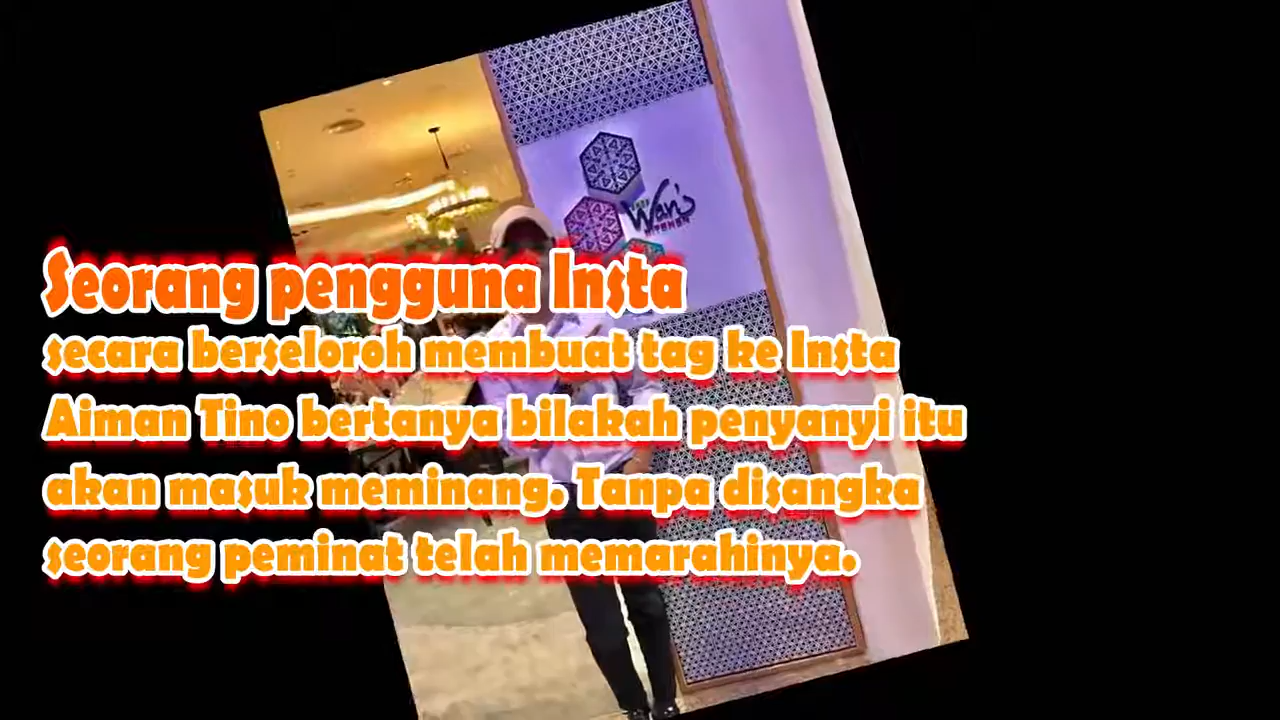 Wan's
KITCHEN
Seorang pengguna Insta
secara berseloroh membuat tag ke Insta
Aiman Tino bertanya bilakah penyanyi itu
akan masuk meminang. Tanpa disangka
seorang peminat telah memarahinya.